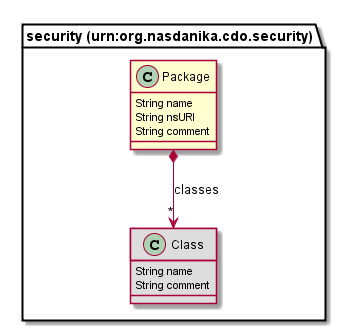 security (urn:org.nasdanika.cdo.security)
C Package
String name
String nsURI
String comment
classes
*
C Class
String name
String comment